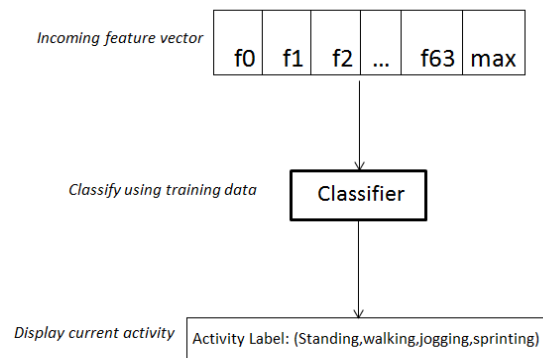 Incoming feature vector
f0 f1 f2 ... f63 max
Classify using training data
Classifier
Display current activity
Activity Label: (Standing,walking,jogging,sprinting)